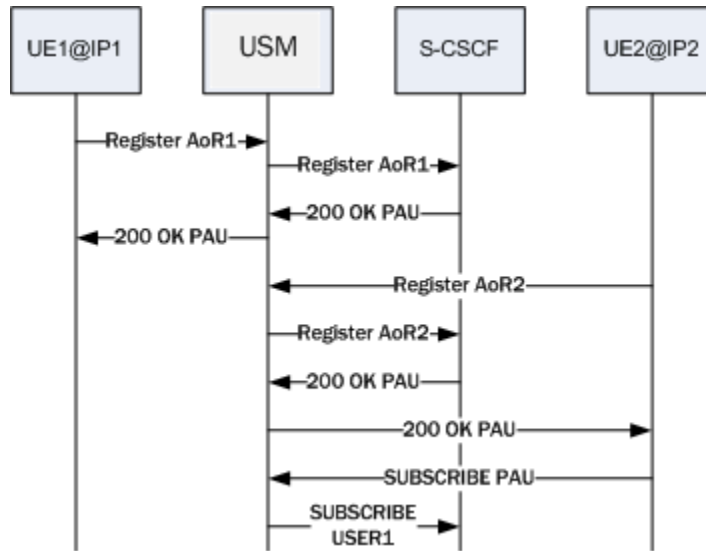 UE1@IP1
USM
S-CSCF
UE2@IP2
Register AoR1
Register AoR1
200 OK PAU
200 OK PAU
Register AoR2
Register AoR2
200 OK PAU
200 OK PAU
SUBSCRIBE PAU
SUBSCRIBE
USER1